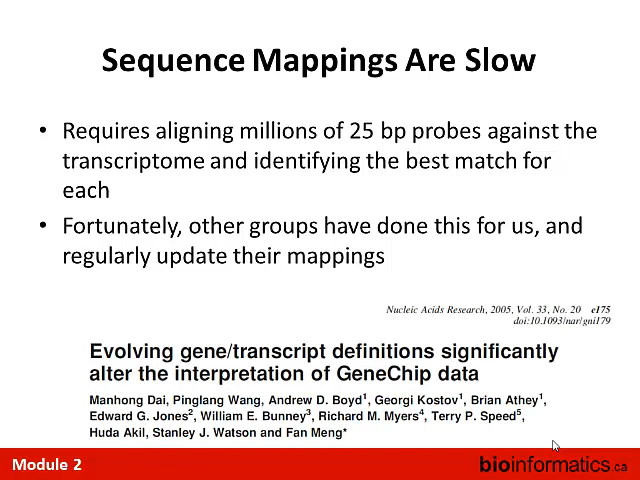 Sequence Mappings Are Slow
• Requires aligning millions of 25 bp probes against the
transcriptome and identifying the best match for
each
• Fortunately, other groups have done this for us, and
regularly update their mappings
Nucleic Acids Research, 2005, Vol. 33, No. 20 e175
doi:10.1093/nar/gni179
Evolving gene/transcript definitions significantly
alter the interpretation of GeneChip data
Manhong Dai, Pinglang Wang, Andrew D. Boyd1, Georgi Kostov1, Brian Athey1,
Edward G. Jones2, William E. Bunney3, Richard M. Myers4, Terry P. Speed5,
Huda Akil, Stanley J. Watson and Fan Meng*
Module 2
bioinformatics.ca